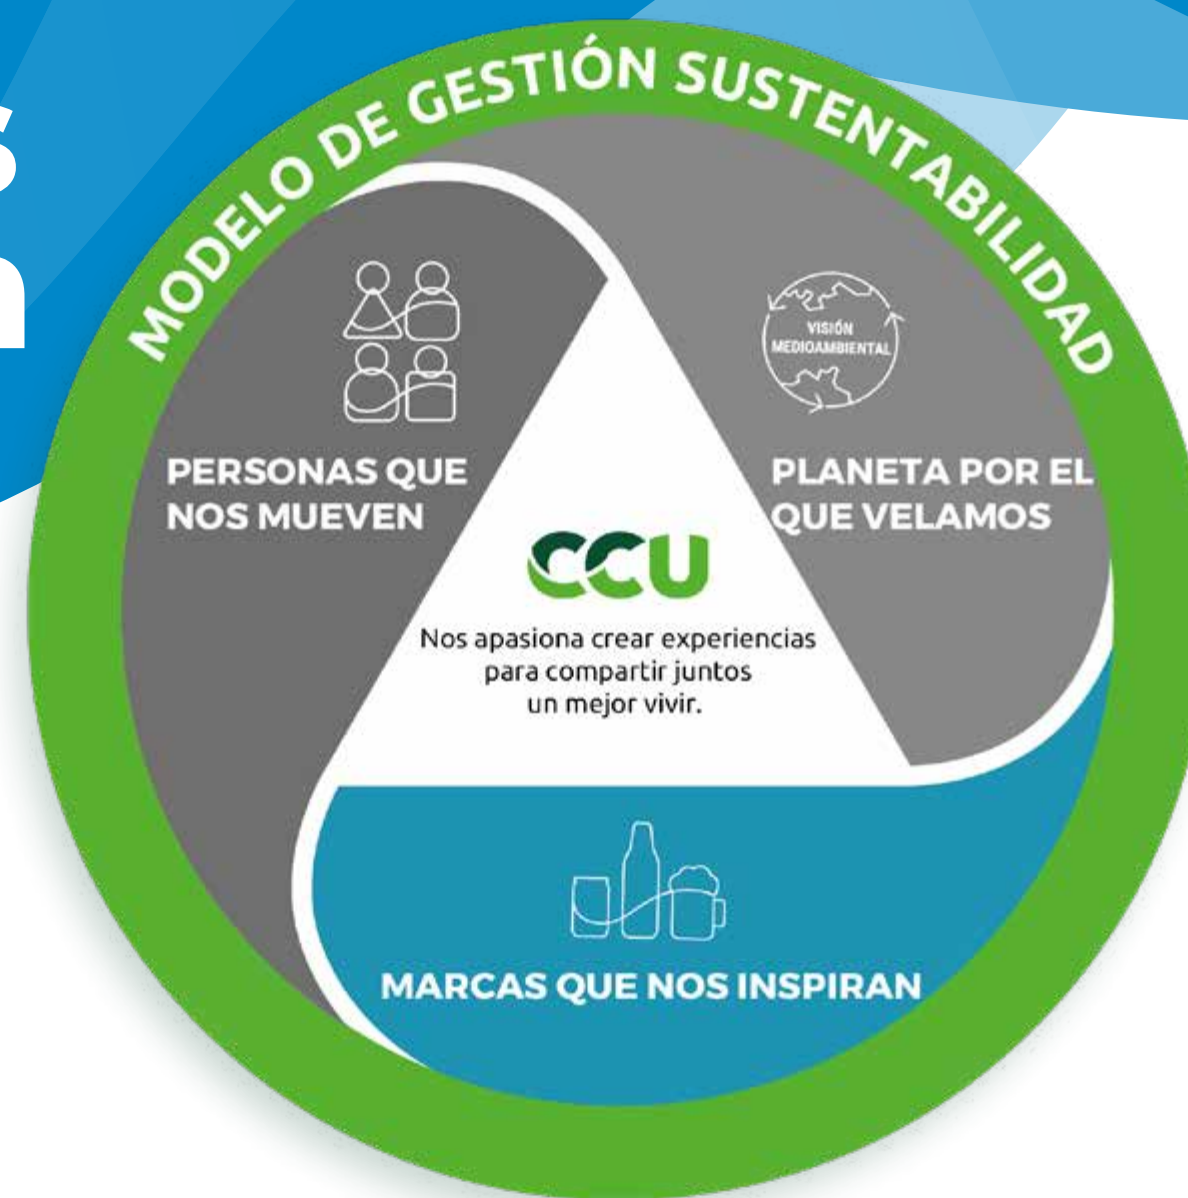 MODELO DE GESTIÓN SUSTENTABILIDAD
PERSONAS QUE
NOS MUEVEN
VISIÓN
MEDIOAMBIENTAL
PLANETA POR EL
QUE VELAMOS
CCU
Nos apasiona crear experiencias
para compartir juntos
un mejor vivir.
MARCAS QUE NOS INSPIRAN